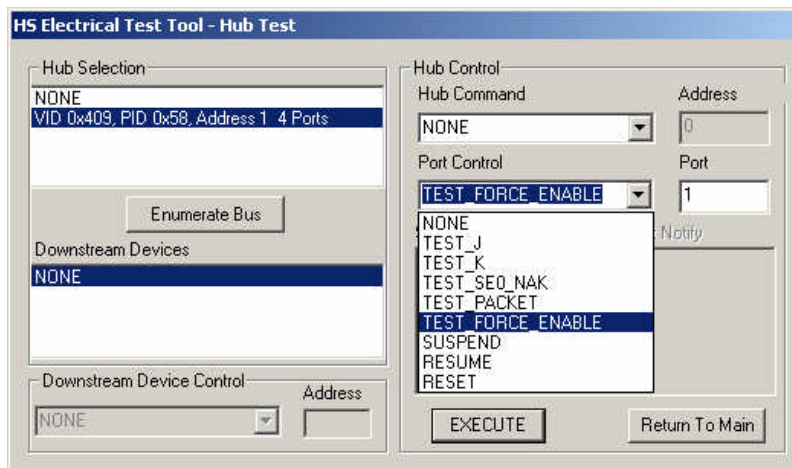 HS Electrical Test Tool - Hub Test
Hub Selection
NONE
VID 0x409, PID 0x58, Address 1 4 Ports
Enumerate Bus
Downstream Devices
NONE
Downstream Device Control
Address
NONE
Hub Control
Hub Command
Address
NONE
0
Port Control
Port
TEST_FORCE_ENABLE
1
Notify
NONE
TEST_J
TEST_K
TEST_SE0_NAK
TEST_PACKET
TEST_FORCE_ENABLE
SUSPEND
RESUME
RESET
EXECUTE
Return To Main